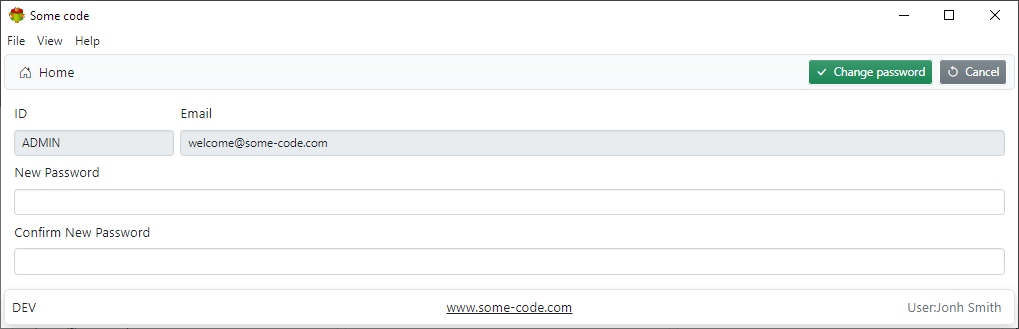 Some code
File View Help
Home Change password Cancel
ID Email
ADMIN welcome@some-code.com
New Password
Confirm New Password
DEV www.some-code.com User:Jonh Smith